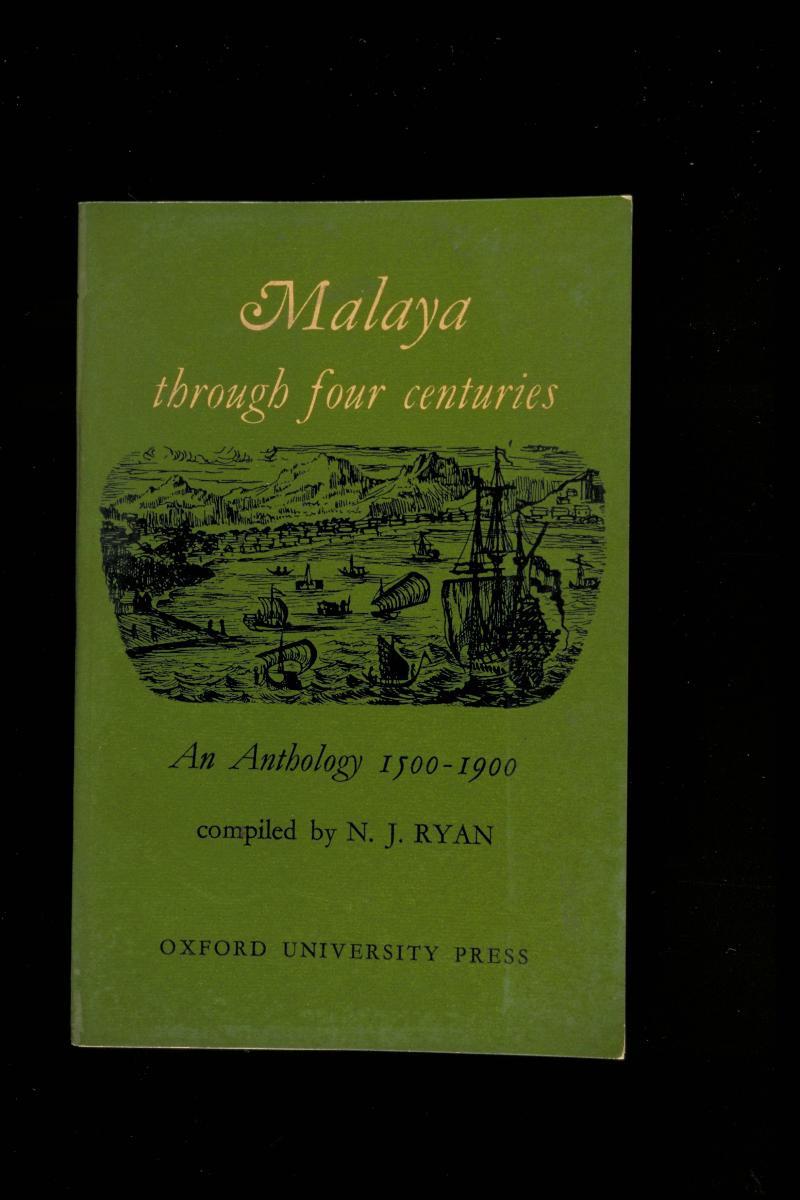 Malaya
through four centuries
An Anthology 1500-1900
compiled by N. J. RYAN
OXFORD UNIVERSITY PRESS